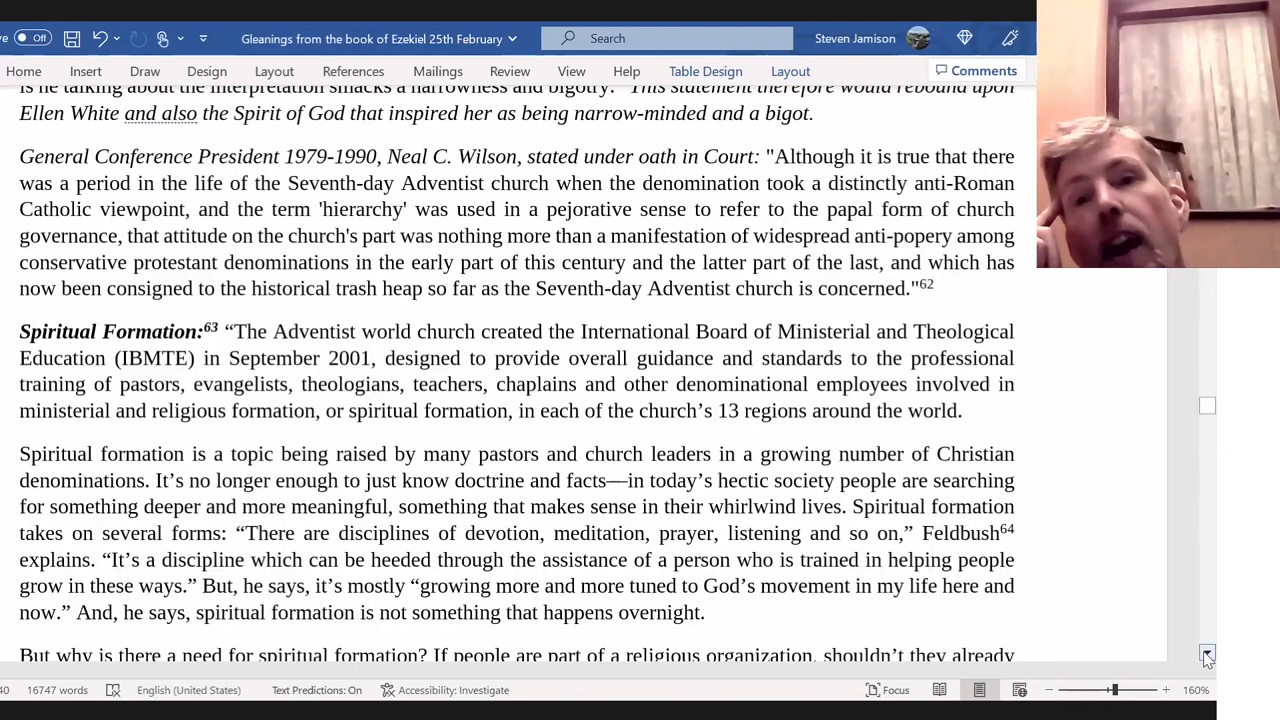 ve Off Gleanings from the book of Ezekiel 25th February Search Steven Jamison
Home Insert Draw Design Layout References Mailings Review View Help Table Design Layout Comments
is he talking about the interpretation smacks a narrowness and bigotry." This statement therefore would rebound upon
Ellen White and also the Spirit of God that inspired her as being narrow-minded and a bigot.
General Conference President 1979-1990, Neal C. Wilson, stated under oath in Court: "Although it is true that there
was a period in the life of the Seventh-day Adventist church when the denomination took a distinctly anti-Roman
Catholic viewpoint, and the term 'hierarchy' was used in a pejorative sense to refer to the papal form of church
governance, that attitude on the church's part was nothing more than a manifestation of widespread anti-popery among
conservative protestant denominations in the early part of this century and the latter part of the last, and which has
now been consigned to the historical trash heap so far as the Seventh-day Adventist church is concerned."62
Spiritual Formation:63 “The Adventist world church created the International Board of Ministerial and Theological
Education (IBMTE) in September 2001, designed to provide overall guidance and standards to the professional
training of pastors, evangelists, theologians, teachers, chaplains and other denominational employees involved in
ministerial and religious formation, or spiritual formation, in each of the church’s 13 regions around the world.
Spiritual formation is a topic being raised by many pastors and church leaders in a growing number of Christian
denominations. It’s no longer enough to just know doctrine and facts—in today’s hectic society people are searching
for something deeper and more meaningful, something that makes sense in their whirlwind lives. Spiritual formation
takes on several forms: “There are disciplines of devotion, meditation, prayer, listening and so on,” Feldbush64
explains. “It’s a discipline which can be heeded through the assistance of a person who is trained in helping people
grow in these ways.” But, he says, it’s mostly “growing more and more tuned to God’s movement in my life here and
now.” And, he says, spiritual formation is not something that happens overnight.
But why is there a need for spiritual formation? If people are part of a religious organization, shouldn’t they already
40 16747 words English (United States) Text Predictions: On Accessibility: Investigate Focus 160%